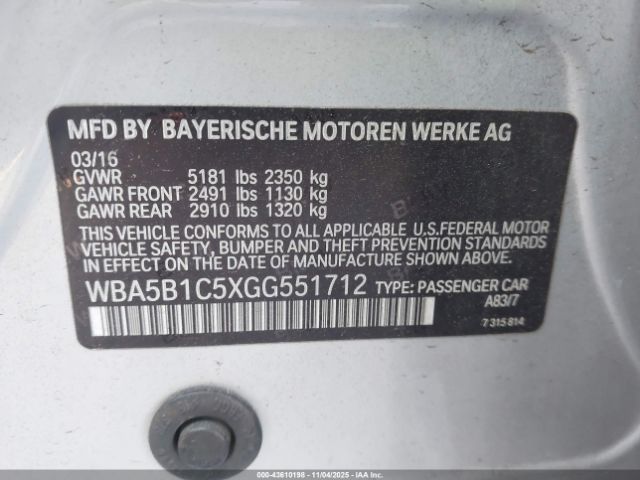 MFD BY BAYERISCHE MOTOREN WERKE AG
03/16
GVWR 5181 lbs 2350 kg
GAWR FRONT 2491 lbs 1130 kg
GAWR REAR 2910 lbs 1320 kg
THIS VEHICLE CONFORMS TO ALL APPLICABLE U.S.FEDERAL MOTOR
VEHICLE SAFETY, BUMPER AND THEFT PREVENTION STANDARDS
IN EFFECT ON THE DATE OF MANUFACTURE SHOWN ABOVE.
WBA5B1C5XGG551712 TYPE: PASSENGER CAR
A83/7
7 315 814
000-43610198 - 11/04/2025 - IAAI.COM